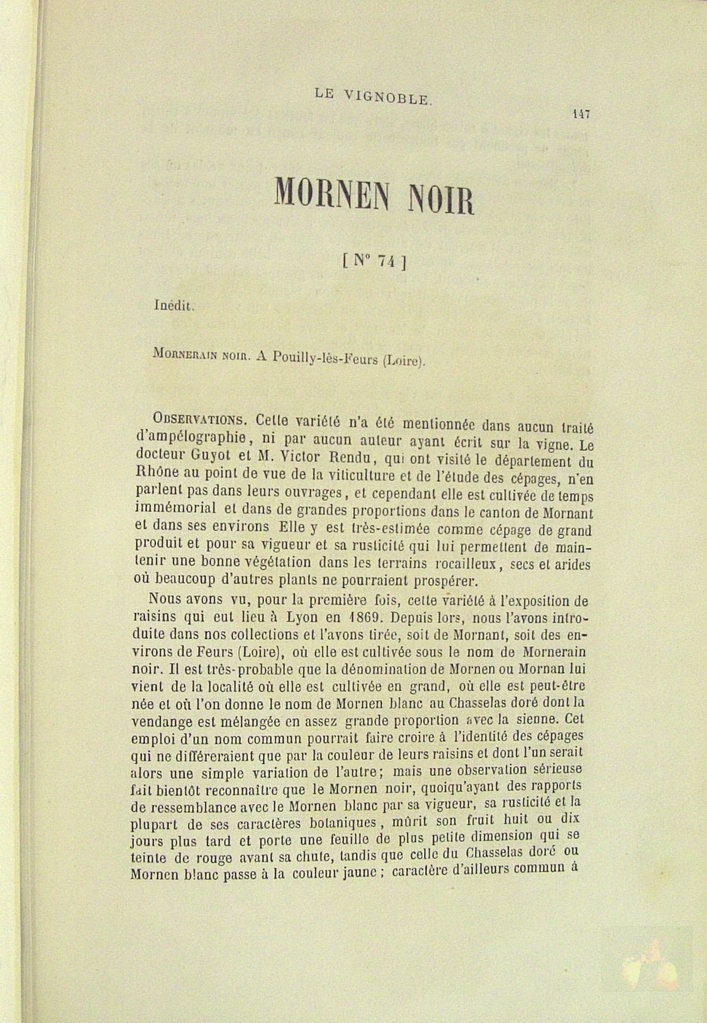 LE VIGNOBLE.
147
MORNEN NOIR
[ Nº 74 ]
Inédit.
MORNERAIN NOIR. A Pouilly-lès-Feurs (Loire).
OBSERVATIONS. Cette variété n'a été mentionnée dans aucun traité
d'ampélographie, ni par aucun auteur ayant écrit sur la vigne. Le
docteur Guyot et M. Victor Rendu, qui ont visité le département du
Rhône au point de vue de la viticulture et de l'étude des cépages, n'en
parlent pas dans leurs ouvrages, et cependant elle est cultivée de temps
immémorial et dans de grandes proportions dans le canton de Mornant
et dans ses environs Elle y est très-estimée comme cépage de grand
produit et pour sa vigueur et sa rusticité qui lui permettent de main-
tenir une bonne végétation dans les terrains rocailleux, secs et arides
où beaucoup d'autres plants ne pourraient prospérer.
Nous avons vu, pour la première fois, cette variété à l'exposition de
raisins qui eut lieu à Lyon en 1869. Depuis lors, nous l'avons intro-
duite dans nos collections et l'avons tirée, soit de Mornant, soit des en-
virons de Feurs (Loire), où elle est cultivée sous le nom de Mornerain
noir. Il est très-probable que la dénomination de Mornen ou Mornan lui
vient de la localité où elle est cultivée en grand, où elle est peut-être
née et où l'on donne le nom de Mornen blanc au Chasselas doré dont la
vendange est mélangée en assez grande proportion avec la sienne. Cet
emploi d'un nom commun pourrait faire croire à l'identité des cépages
qui ne différeraient que par la couleur de leurs raisins et dont l'un serait
alors une simple variation de l'autre; mais une observation sérieuse
fait bientôt reconnaître que le Mornen noir, quoiqu'ayant des rapports
de ressemblance avec le Mornen blanc par sa vigueur, sa rusticité et la
plupart de ses caractères botaniques, mûrit son fruit huit ou dix
jours plus tard et porte une feuille de plus petite dimension qui se
teinte de rouge avant sa chute, tandis que celle du Chasselas doré ou
Mornen blanc passe à la couleur jaune; caractère d'ailleurs commun à